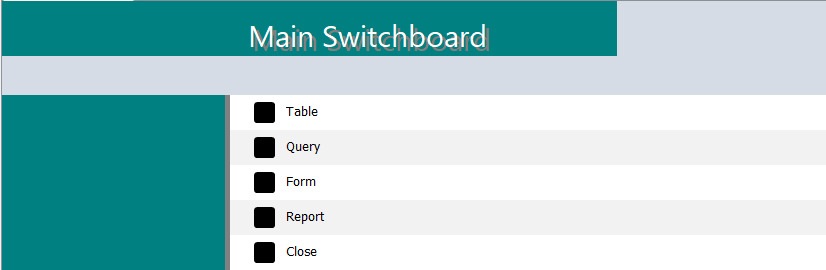 Main Switchboard
Table
Query
Form
Report
Close